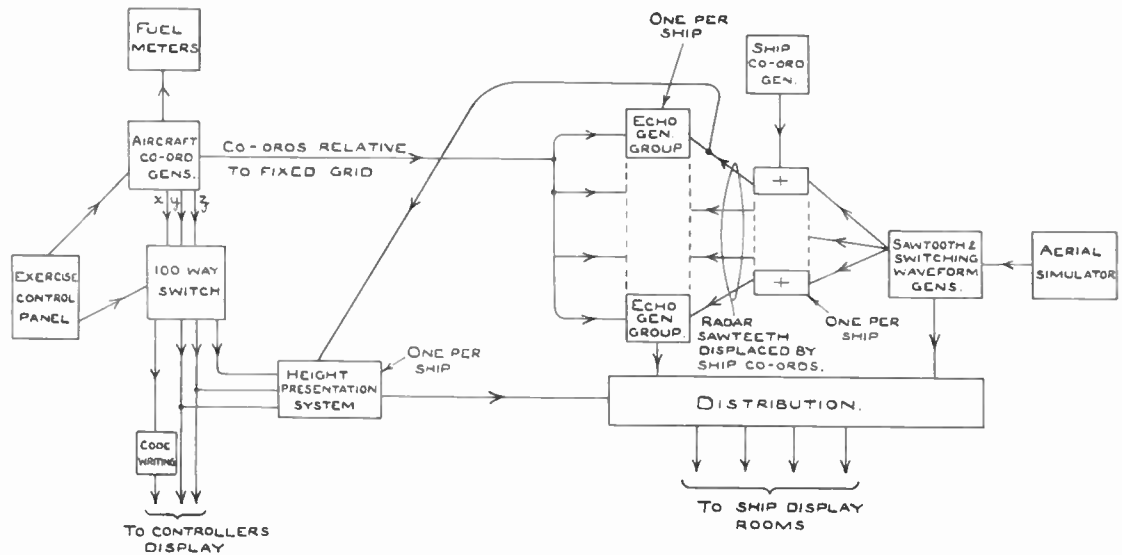 FUEL
METERS
ONE PER
SHIP
SHIP
CO-ORD
GEN.
AIRCRAFT
CO-ORD
GENS.
CO-ORDS RELATIVE
TO FIXED GRID
ECHO
GEN.
GROUP
+
x y z
EXERCISE
CONTROL
PANEL
100 WAY
SWITCH
SAWTOOTH &
SWITCHING
WAVEFORM
GENS.
AERIAL
SIMULATOR
+
ECHO
GEN
GROUP.
RADAR
SAWTEETH
DISPLACED BY
SHIP CO-ORDS.
ONE PER
SHIP
ONE PER
SHIP
HEIGHT
PRESENTATION
SYSTEM
DISTRIBUTION.
CODE
WRITING
TO CONTROLLERS
DISPLAY
TO SHIP DISPLAY
ROOMS